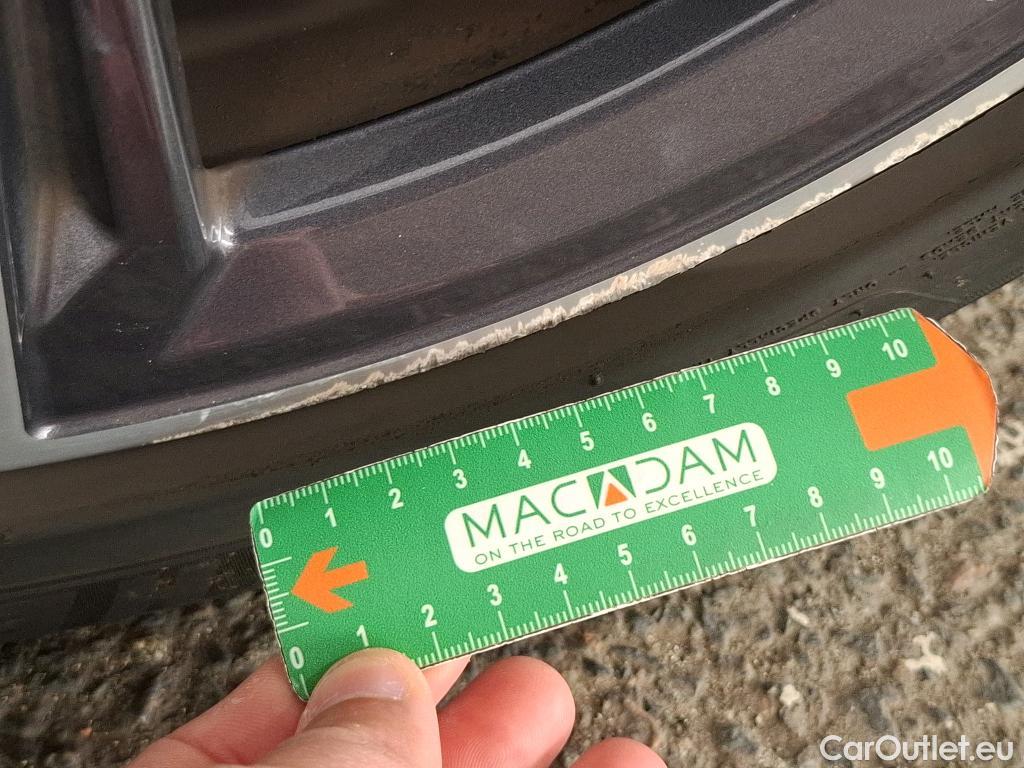 0 1 2 3 4 5 6 7 8 9 10
MACADAM
ON THE ROAD TO EXCELLENCE
0 1 2 3 4 5 6 7 8 9 10
CarOutlet.eu